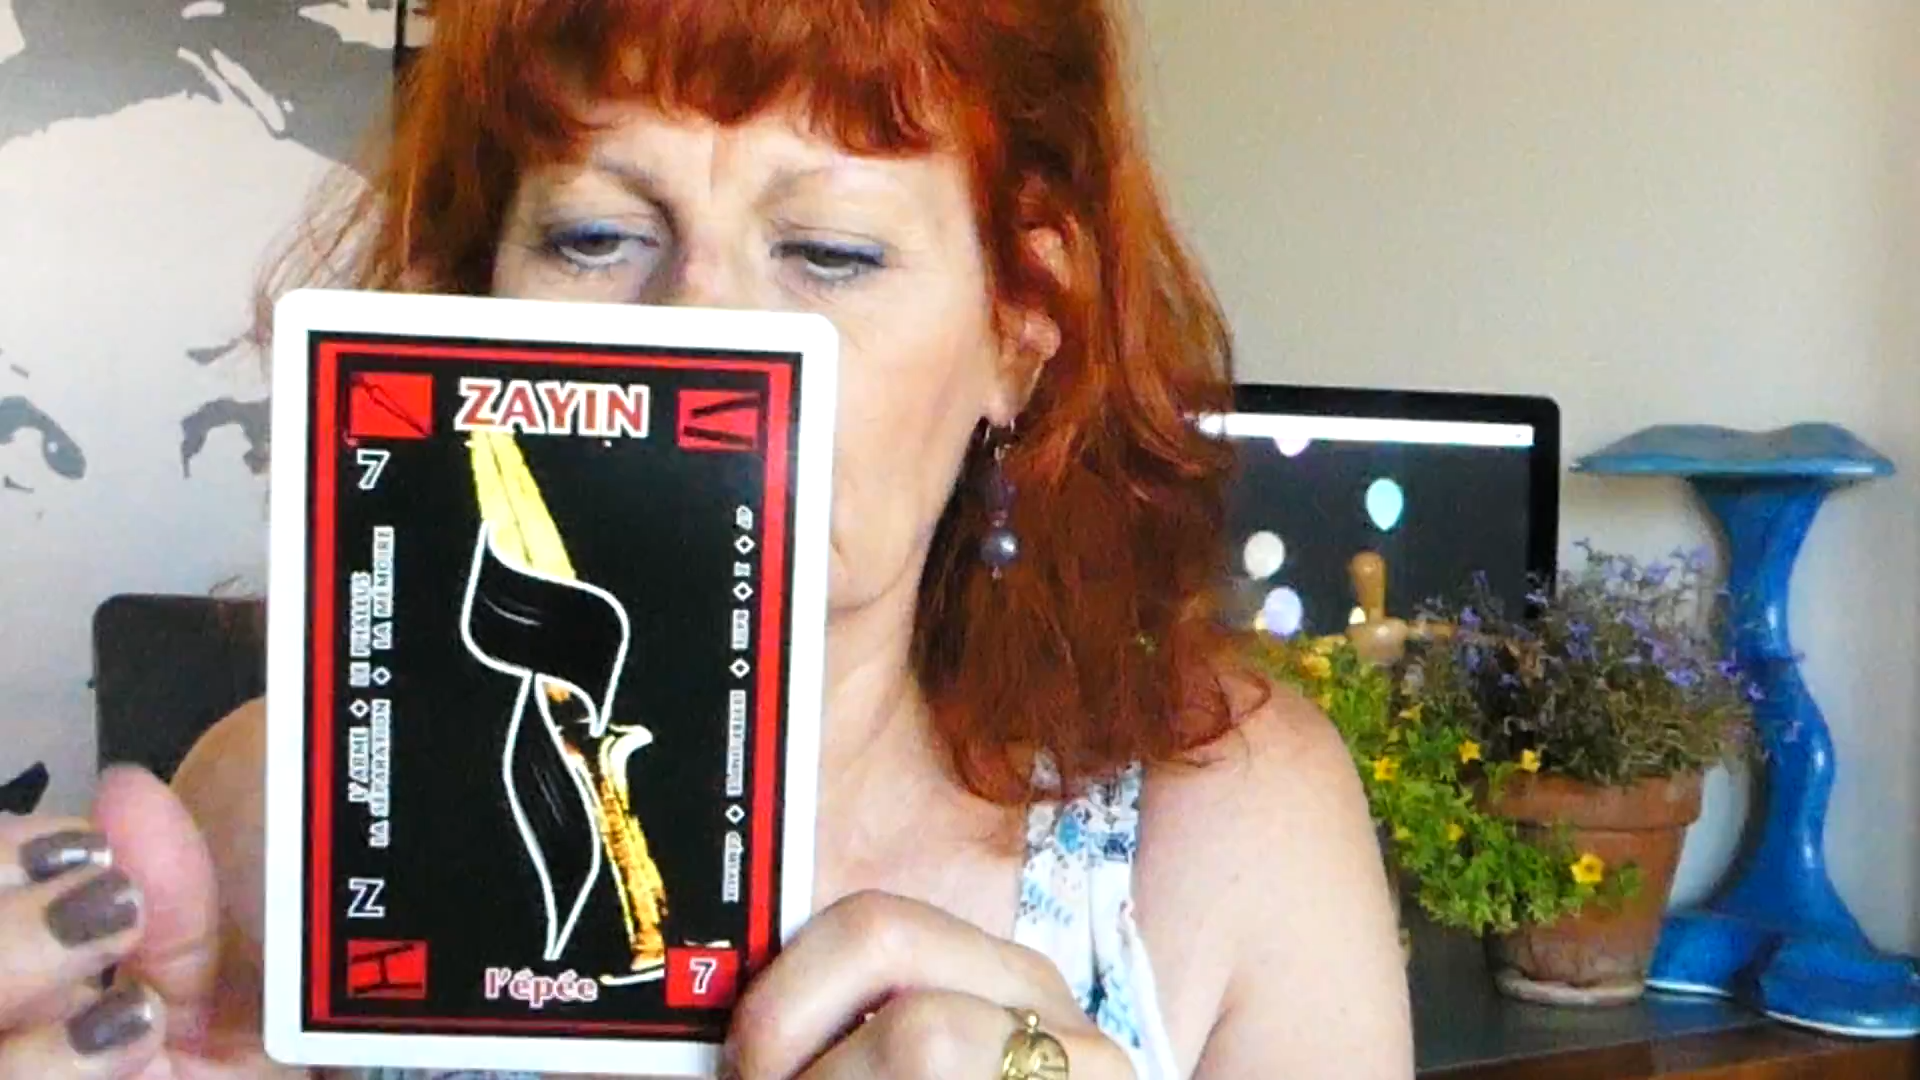 ZAYIN
7
L'ARME ◇ LE PHALLUS
LA SÉPARATION ◇ LA MÉMOIRE
Z
l'épée
7